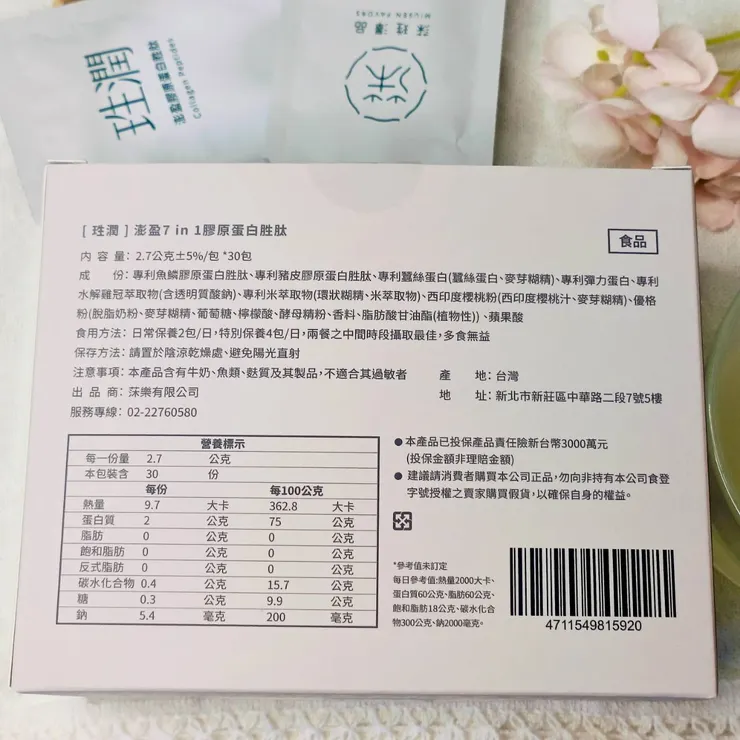 珄潤
澎盈膠原蛋白胜肽
Collagen Peptides
MIUEEN FAVORS
[ 珄潤 ] 澎盈7 in 1膠原蛋白胜肽
食品
內 容 量：2.7公克±5%/包 *30包
成　　份：專利魚鱗膠原蛋白胜肽、專利豬皮膠原蛋白胜肽、專利蠶絲蛋白(蠶絲蛋白、麥芽糊精)、專利彈力蛋白、專利
水解雞冠萃取物(含透明質酸鈉)、專利米萃取物(環狀糊精、米萃取物)、西印度櫻桃粉(西印度櫻桃汁、麥芽糊精)、優格
粉(脫脂奶粉、麥芽糊精、葡萄糖、檸檬酸、酵母精粉、香料、脂肪酸甘油酯(植物性))、蘋果酸
食用方法：日常保養2包/日，特別保養4包/日，兩餐之中間時段攝取最佳，多食無益
保存方法：請置於陰涼乾燥處、避免陽光直射
注意事項：本產品含有牛奶、魚類、麩質及其製品，不適合其過敏者
產　　地：台灣
出 品 商：莯樂有限公司
地　　址：新北市新莊區中華路二段7號5樓
服務專線：02-22760580
營養標示
每一份量 2.7 公克
本包裝含 30 份
每份 每100公克
熱量 9.7 大卡 362.8 大卡
蛋白質 2 公克 75 公克
脂肪 0 公克 0 公克
飽和脂肪 0 公克 0 公克
反式脂肪 0 公克 0 公克
碳水化合物 0.4 公克 15.7 公克
糖 0.3 公克 9.9 公克
鈉 5.4 毫克 200 毫克
●本產品已投保產品責任險新台幣3000萬元
(投保金額非理賠金額)
● 建議請消費者購買本公司正品，勿向非持有本公司食登
字號授權之賣家購買假貨，以確保自身的權益。
*參考值未訂定
每日參考值：熱量2000大卡、
蛋白質60公克、脂肪60公克、
飽和脂肪18公克、碳水化合
物300公克、鈉2000毫克。
4711549815920